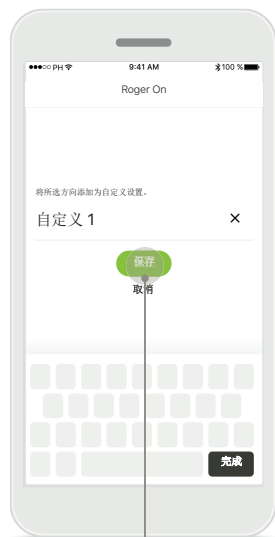 PH 9:41 AM 100 %
Roger On
将所选方向添加为自定义设置。
自定义 1
保存
取消
完成